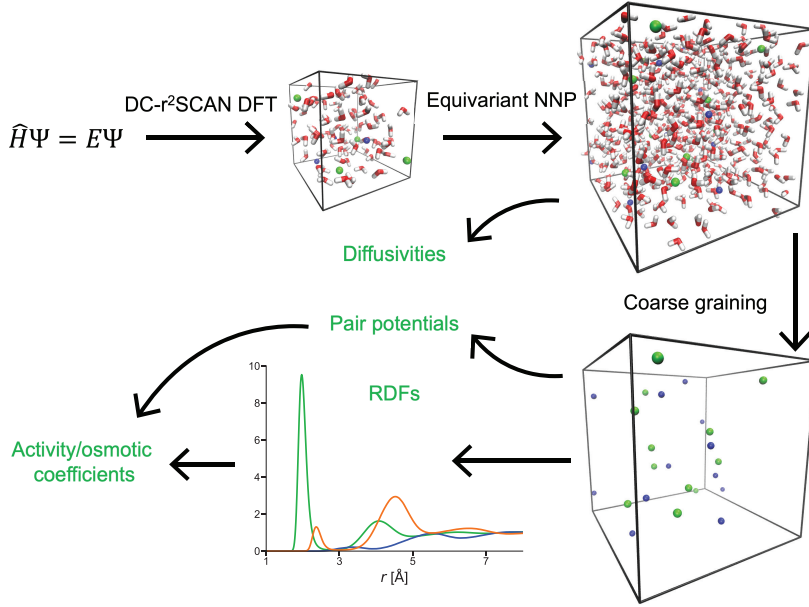 DC-r²SCAN DFT
Equivariant NNP
ĤΨ = EΨ
Diffusivities
Coarse graining
Pair potentials
RDFs
Activity/osmotic
coefficients
10
8
6
4
2
0
1 3 5 7
r [Å]